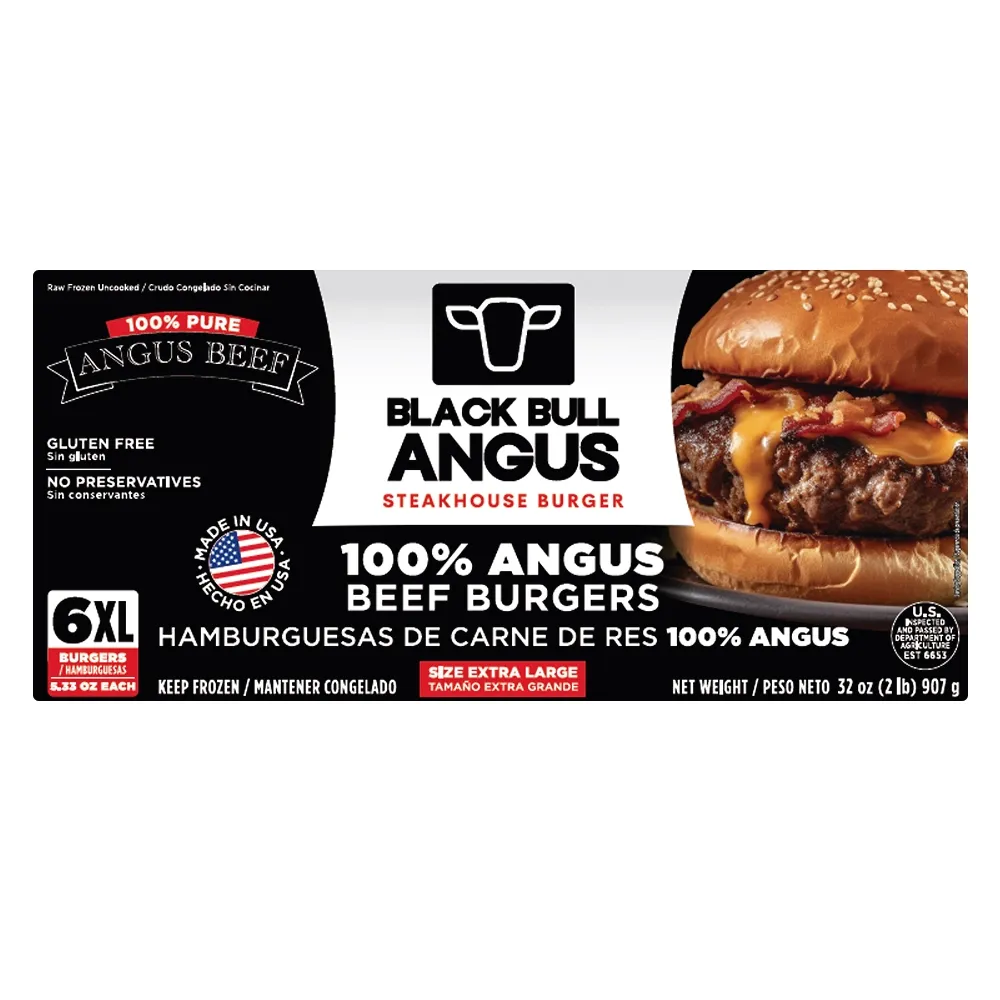 Raw Frozen Uncooked / Crudo Congelado Sin Cocinar
100% PURE
ANGUS BEEF
GLUTEN FREE
Sin gluten
NO PRESERVATIVES
Sin conservantes
MADE IN USA
HECHO EN USA
6XL
BURGERS
/ HAMBURGUESAS
5.33 OZ EACH
BLACK BULL
ANGUS
STEAKHOUSE BURGER
100% ANGUS
BEEF BURGERS
HAMBURGUESAS DE CARNE DE RES 100% ANGUS
KEEP FROZEN / MANTENER CONGELADO
SIZE EXTRA LARGE
TAMAÑO EXTRA GRANDE
U.S.
INSPECTED
AND PASSED BY
DEPARTMENT OF
AGRICULTURE
EST 6653
NET WEIGHT / PESO NETO 32 oz (2 lb) 907 g